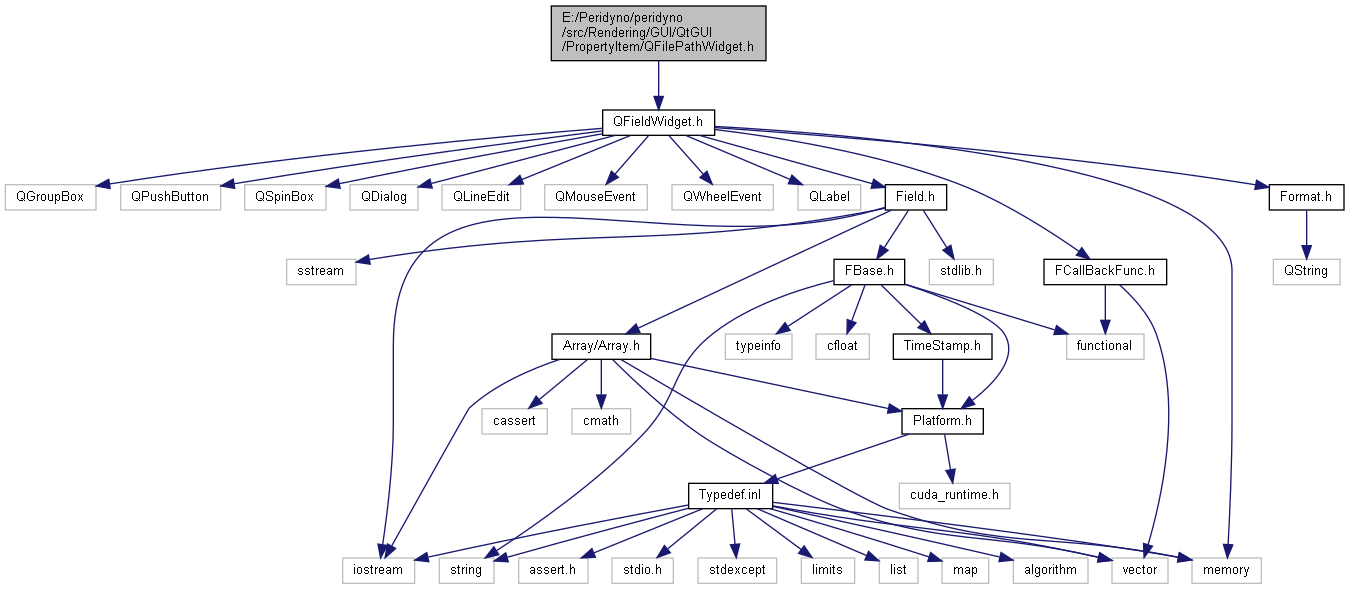 E:/Peridyno/peridyno
/src/Rendering/GUI/QtGUI
/PropertyItem/QFilePathWidget.h
QFieldWidget.h
QGroupBox
QPushButton
QSpinBox
QDialog
QLineEdit
QMouseEvent
QWheelEvent
QLabel
Field.h
Format.h
sstream
FBase.h
stdlib.h
FCallBackFunc.h
QString
Array/Array.h
typeinfo
cfloat
TimeStamp.h
functional
cassert
cmath
Platform.h
Typedef.inl
cuda_runtime.h
iostream
string
assert.h
stdio.h
stdexcept
limits
list
map
algorithm
vector
memory